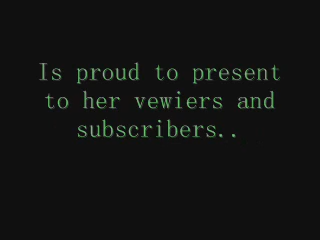 Is proud to present
to her vewiers and
subscribers..